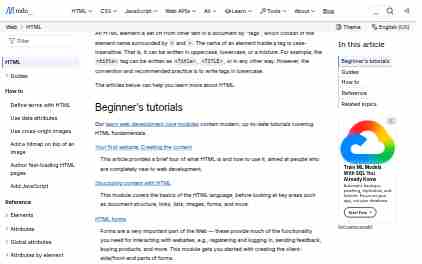 mdn_
HTML CSS JavaScript Web APIs All Learn Tools About Blog
Web HTML
Theme English (US)
Filter
HTML
Guides
How to
Define terms with HTML
Use data attributes
Use cross-origin images
Add a hitmap on top of an
image
Author fast-loading HTML
pages
Add JavaScript
Reference
Elements
Attributes
Global attributes
Attributes by element
An HTML element is set off from other text in a document by "tags", which consist of the
element name surrounded by < and >. The name of an element inside a tag is case-
insensitive. That is, it can be written in uppercase, lowercase, or a mixture. For example, the
<title> tag can be written as <Title>, <TITLE>, or in any other way. However, the
convention and recommended practice is to write tags in lowercase.
The articles below can help you learn more about HTML.
Beginner's tutorials
Our learn web development core modules contain modern, up-to-date tutorials covering
HTML fundamentals.
Your first website: Creating the content
This article provides a brief tour of what HTML is and how to use it, aimed at people who
are completely new to web development.
Structuring content with HTML
This module covers the basics of the HTML language, before looking at key areas such
as document structure, links, lists, images, forms, and more.
HTML forms
Forms are a very important part of the Web — these provide much of the functionality
you need for interacting with websites, e.g., registering and logging in, sending feedback,
buying products, and more. This module gets you started with creating the client-
side/front-end parts of forms.
In this article
Beginner's tutorials
Guides
How to
Reference
Related topics
Train ML Models
With SQL You
Already Know
Start Now